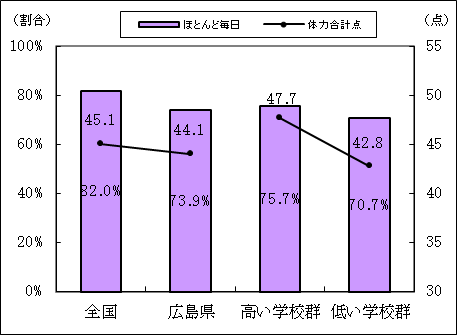 (割合)
(点)
ほとんど毎日
体力合計点
100%
80%
60%
40%
20%
0%
55
50
45
40
35
30
45.1
44.1
47.7
42.8
82.0%
73.9%
75.7%
70.7%
全国
広島県
高い学校群
低い学校群